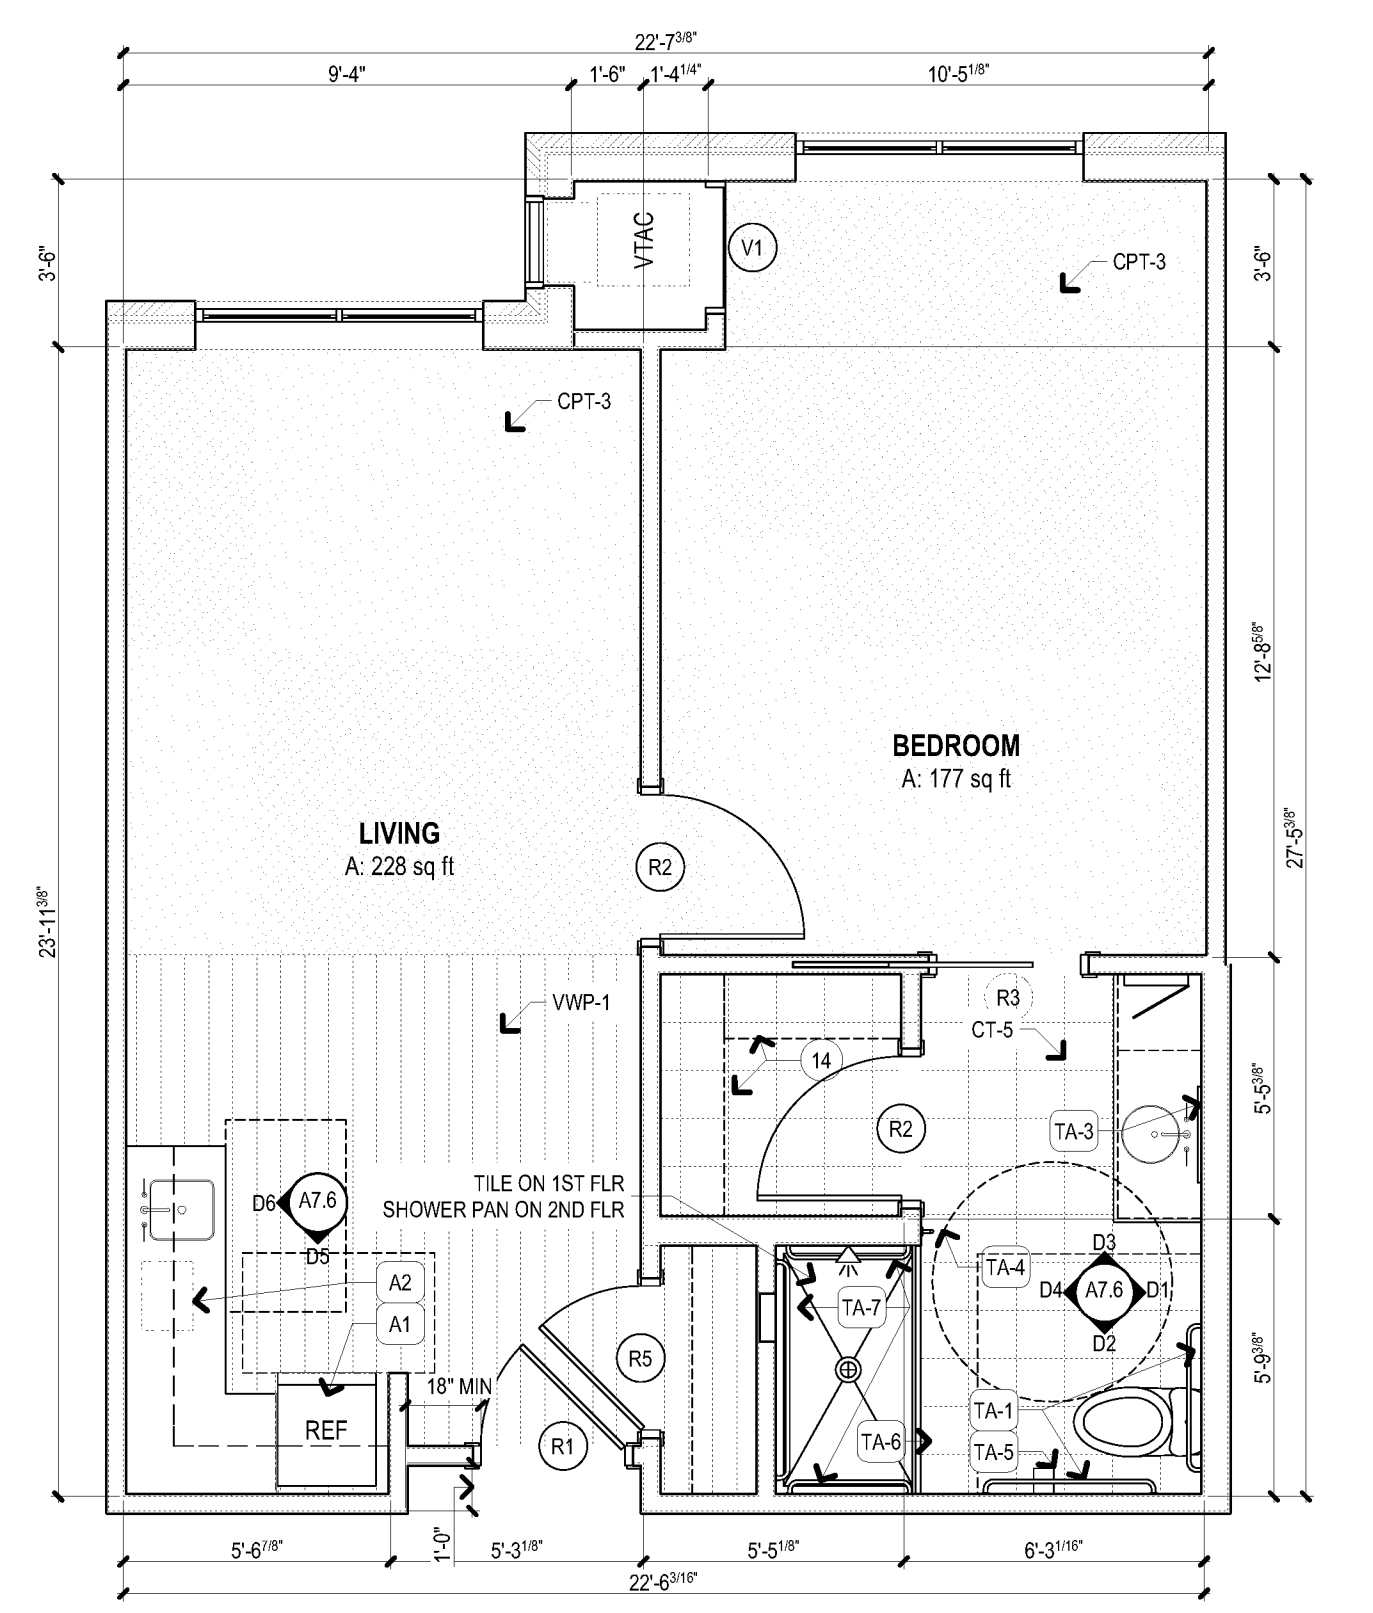 22'-7 3/8"
9'-4"
1'-6"
1'-4 1/4"
10'-5 1/8"
VTAC
V1
CPT-3
3'-6"
3'-6"
CPT-3
12'-8 5/8"
BEDROOM
A: 177 sq ft
LIVING
A: 228 sq ft
R2
27'-5 3/8"
23'-11 3/8"
VWP-1
R3
CT-5
14
5'-5 3/8"
R2
TA-3
TILE ON 1ST FLR
SHOWER PAN ON 2ND FLR
D6
A7.6
D5
D3
TA-4
D4
A7.6
D1
D2
A2
A1
TA-7
R5
5'-9 3/8"
18" MIN
REF
TA-1
R1
TA-6
TA-5
5'-6 7/8"
1'-0"
5'-3 1/8"
5'-5 1/8"
6'-3 1/16"
22'-6 3/16"